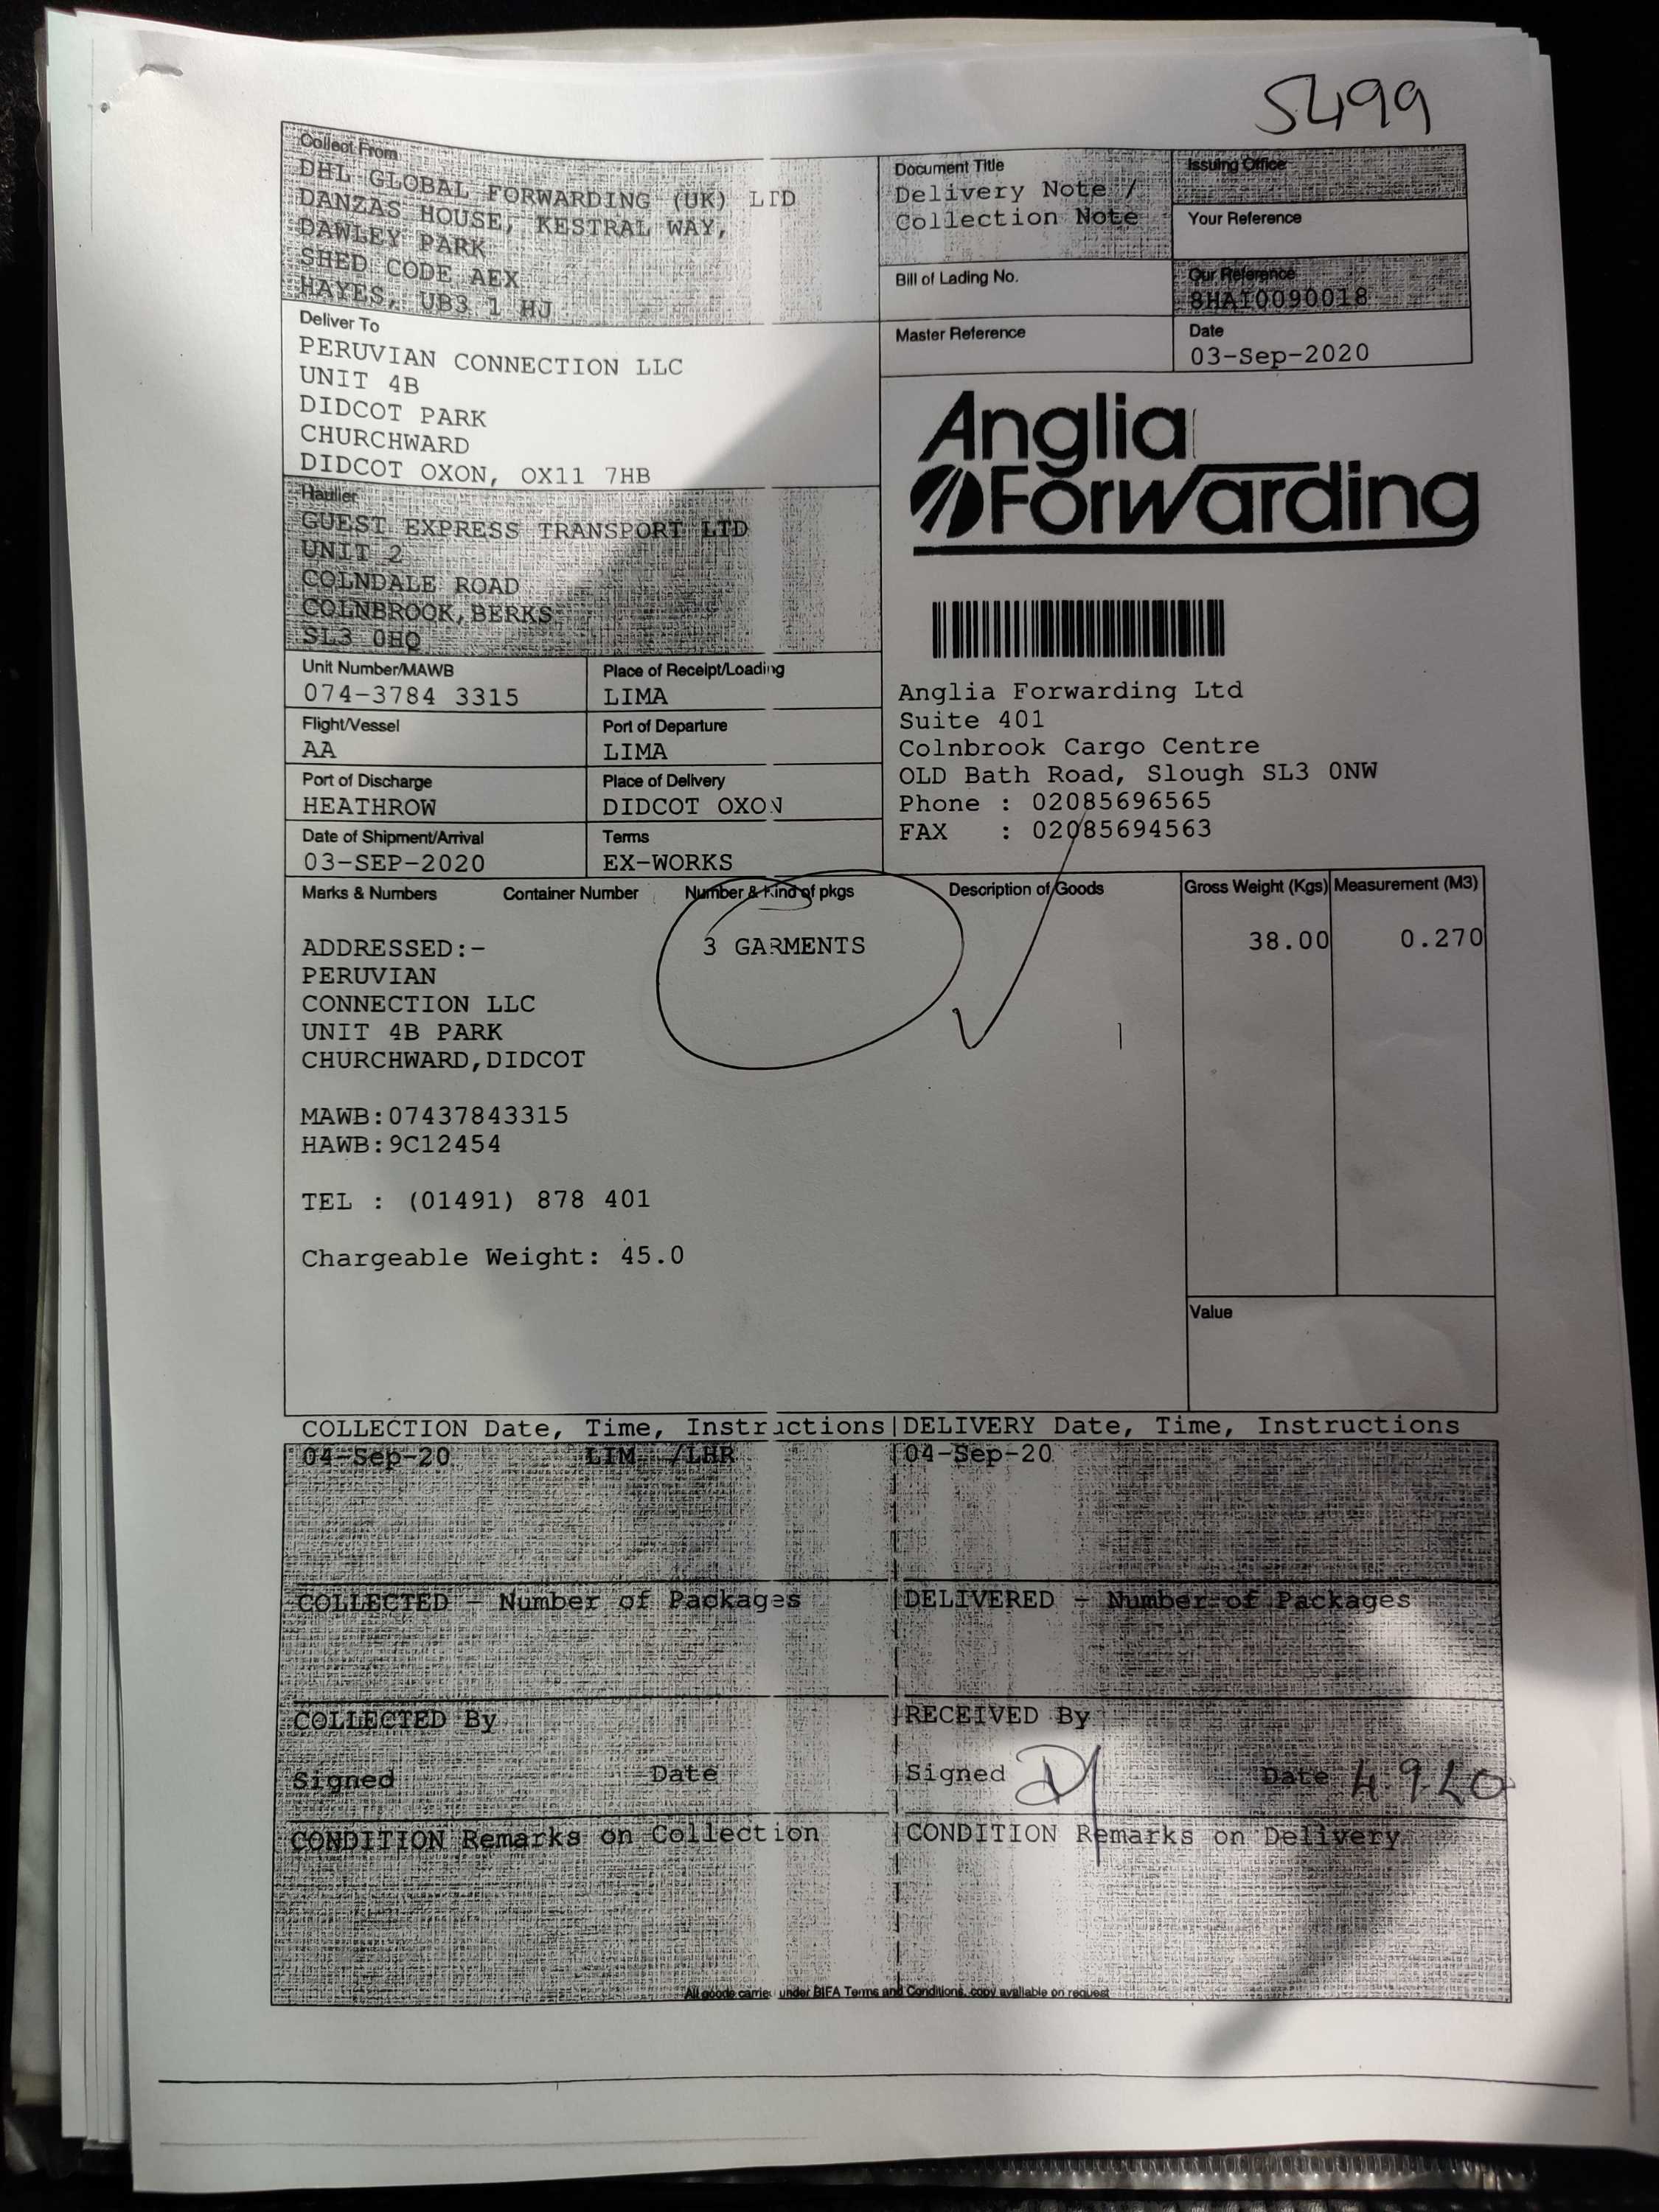 5499
Collect From
DHL GLOBAL FORWARDING (UK) LTD
DANZAS HOUSE, KESTRAL WAY,
DAWLEY PARK
SHED CODE AEX
HAYES, UB3 1 HJ
Document Title
Delivery Note /
Collection Note
Issuing Office
Your Reference
Bill of Lading No.
Our Reference
8HAI0090018
Master Reference
Date
03-Sep-2020
Deliver To
PERUVIAN CONNECTION LLC
UNIT 4B
DIDCOT PARK
CHURCHWARD
DIDCOT OXON, OX11 7HB
Anglia
Forwarding
Haulier
GUEST EXPRESS TRANSPORT LTD
UNIT 2
COLNDALE ROAD
COLNBROOK,BERKS
SL3 0HQ
Anglia Forwarding Ltd
Suite 401
Colnbrook Cargo Centre
OLD Bath Road, Slough SL3 0NW
Phone : 02085696565
FAX : 02085694563
Unit Number/MAWB
074-3784 3315
Place of Receipt/Loading
LIMA
Flight/Vessel
AA
Port of Departure
LIMA
Port of Discharge
HEATHROW
Place of Delivery
DIDCOT OXON
Date of Shipment/Arrival
03-SEP-2020
Terms
EX-WORKS
Marks & Numbers Container Number Number & Kind of pkgs Description of Goods Gross Weight (Kgs) Measurement (M3)
ADDRESSED:- 3 GARMENTS 38.00 0.270
PERUVIAN
CONNECTION LLC
UNIT 4B PARK
CHURCHWARD,DIDCOT
MAWB:07437843315
HAWB:9C12454
TEL : (01491) 878 401
Chargeable Weight: 45.0
Value
COLLECTION Date, Time, Instructions|DELIVERY Date, Time, Instructions
04-Sep-20 LIM /LHR 04-Sep-20
COLLECTED - Number of Packages DELIVERED - Number of Packages
COLLECTED By RECEIVED By
Signed Date Signed Date 4.9.20
CONDITION Remarks on Collection CONDITION Remarks on Delivery
All goods carried under BIFA Terms and Conditions, copy available on request